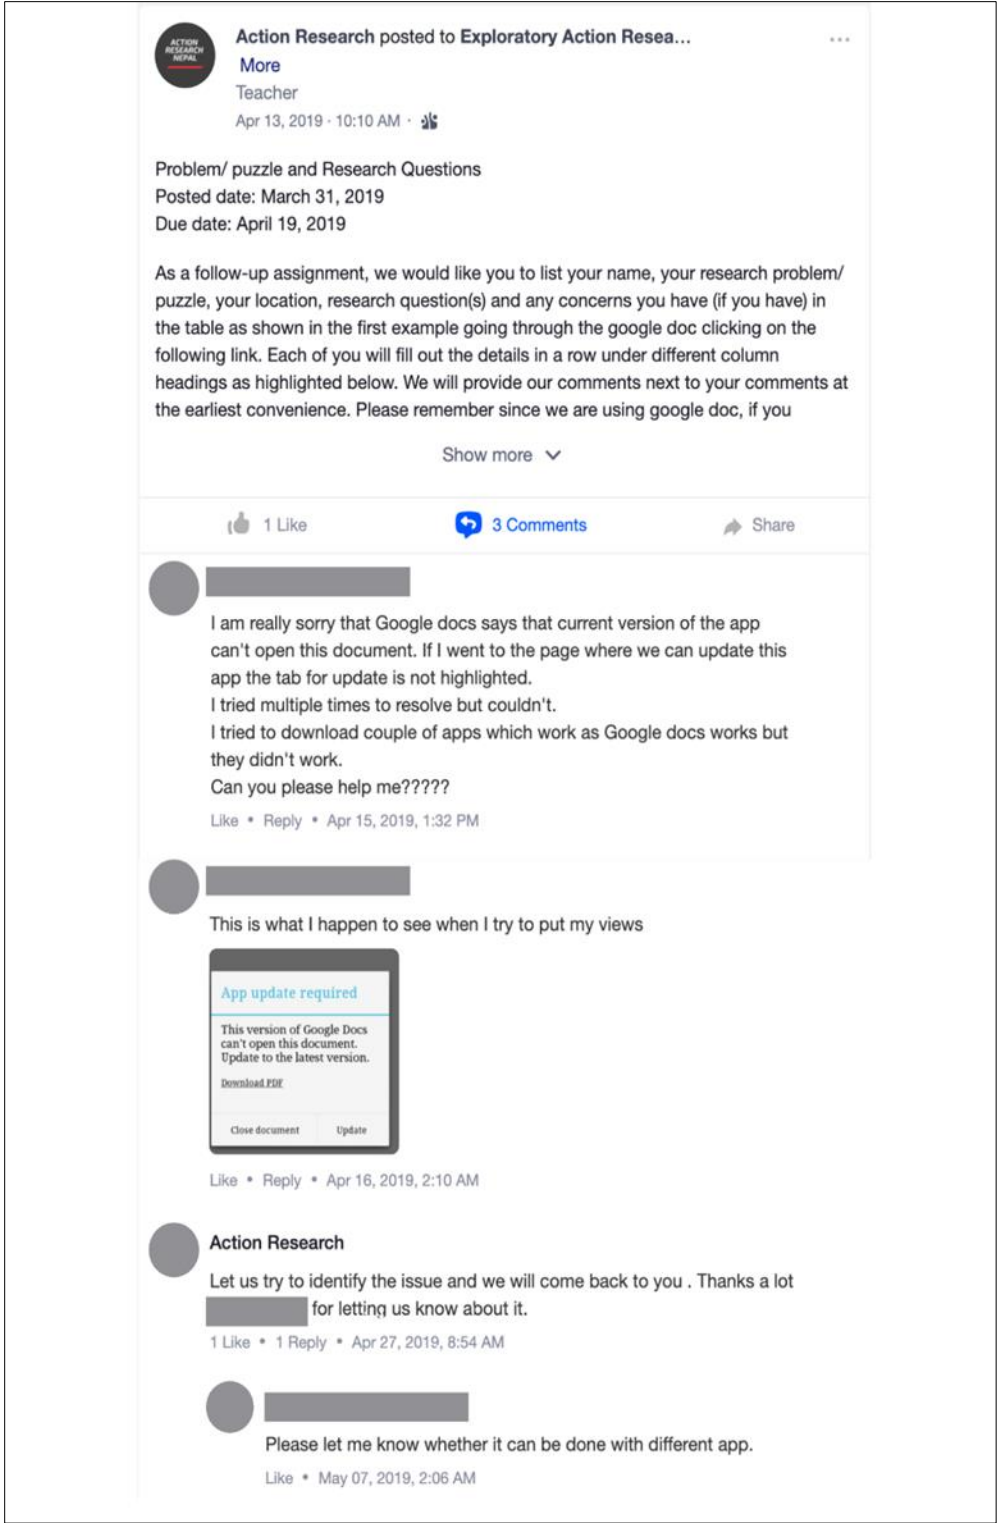 ACTION
RESEARCH
NEPAL
Action Research posted to Exploratory Action Resea...
More
Teacher
Apr 13, 2019 · 10:10 AM ·
Problem/ puzzle and Research Questions
Posted date: March 31, 2019
Due date: April 19, 2019
As a follow-up assignment, we would like you to list your name, your research problem/
puzzle, your location, research question(s) and any concerns you have (if you have) in
the table as shown in the first example going through the google doc clicking on the
following link. Each of you will fill out the details in a row under different column
headings as highlighted below. We will provide our comments next to your comments at
the earliest convenience. Please remember since we are using google doc, if you
Show more
1 Like
3 Comments
Share
I am really sorry that Google docs says that current version of the app
can't open this document. If I went to the page where we can update this
app the tab for update is not highlighted.
I tried multiple times to resolve but couldn't.
I tried to download couple of apps which work as Google docs works but
they didn't work.
Can you please help me?????
Like • Reply • Apr 15, 2019, 1:32 PM
This is what I happen to see when I try to put my views
App update required
This version of Google Docs
can't open this document.
Update to the latest version.
Download PDF
Close document Update
Like • Reply • Apr 16, 2019, 2:10 AM
Action Research
Let us try to identify the issue and we will come back to you . Thanks a lot
for letting us know about it.
1 Like • 1 Reply • Apr 27, 2019, 8:54 AM
Please let me know whether it can be done with different app.
Like • May 07, 2019, 2:06 AM